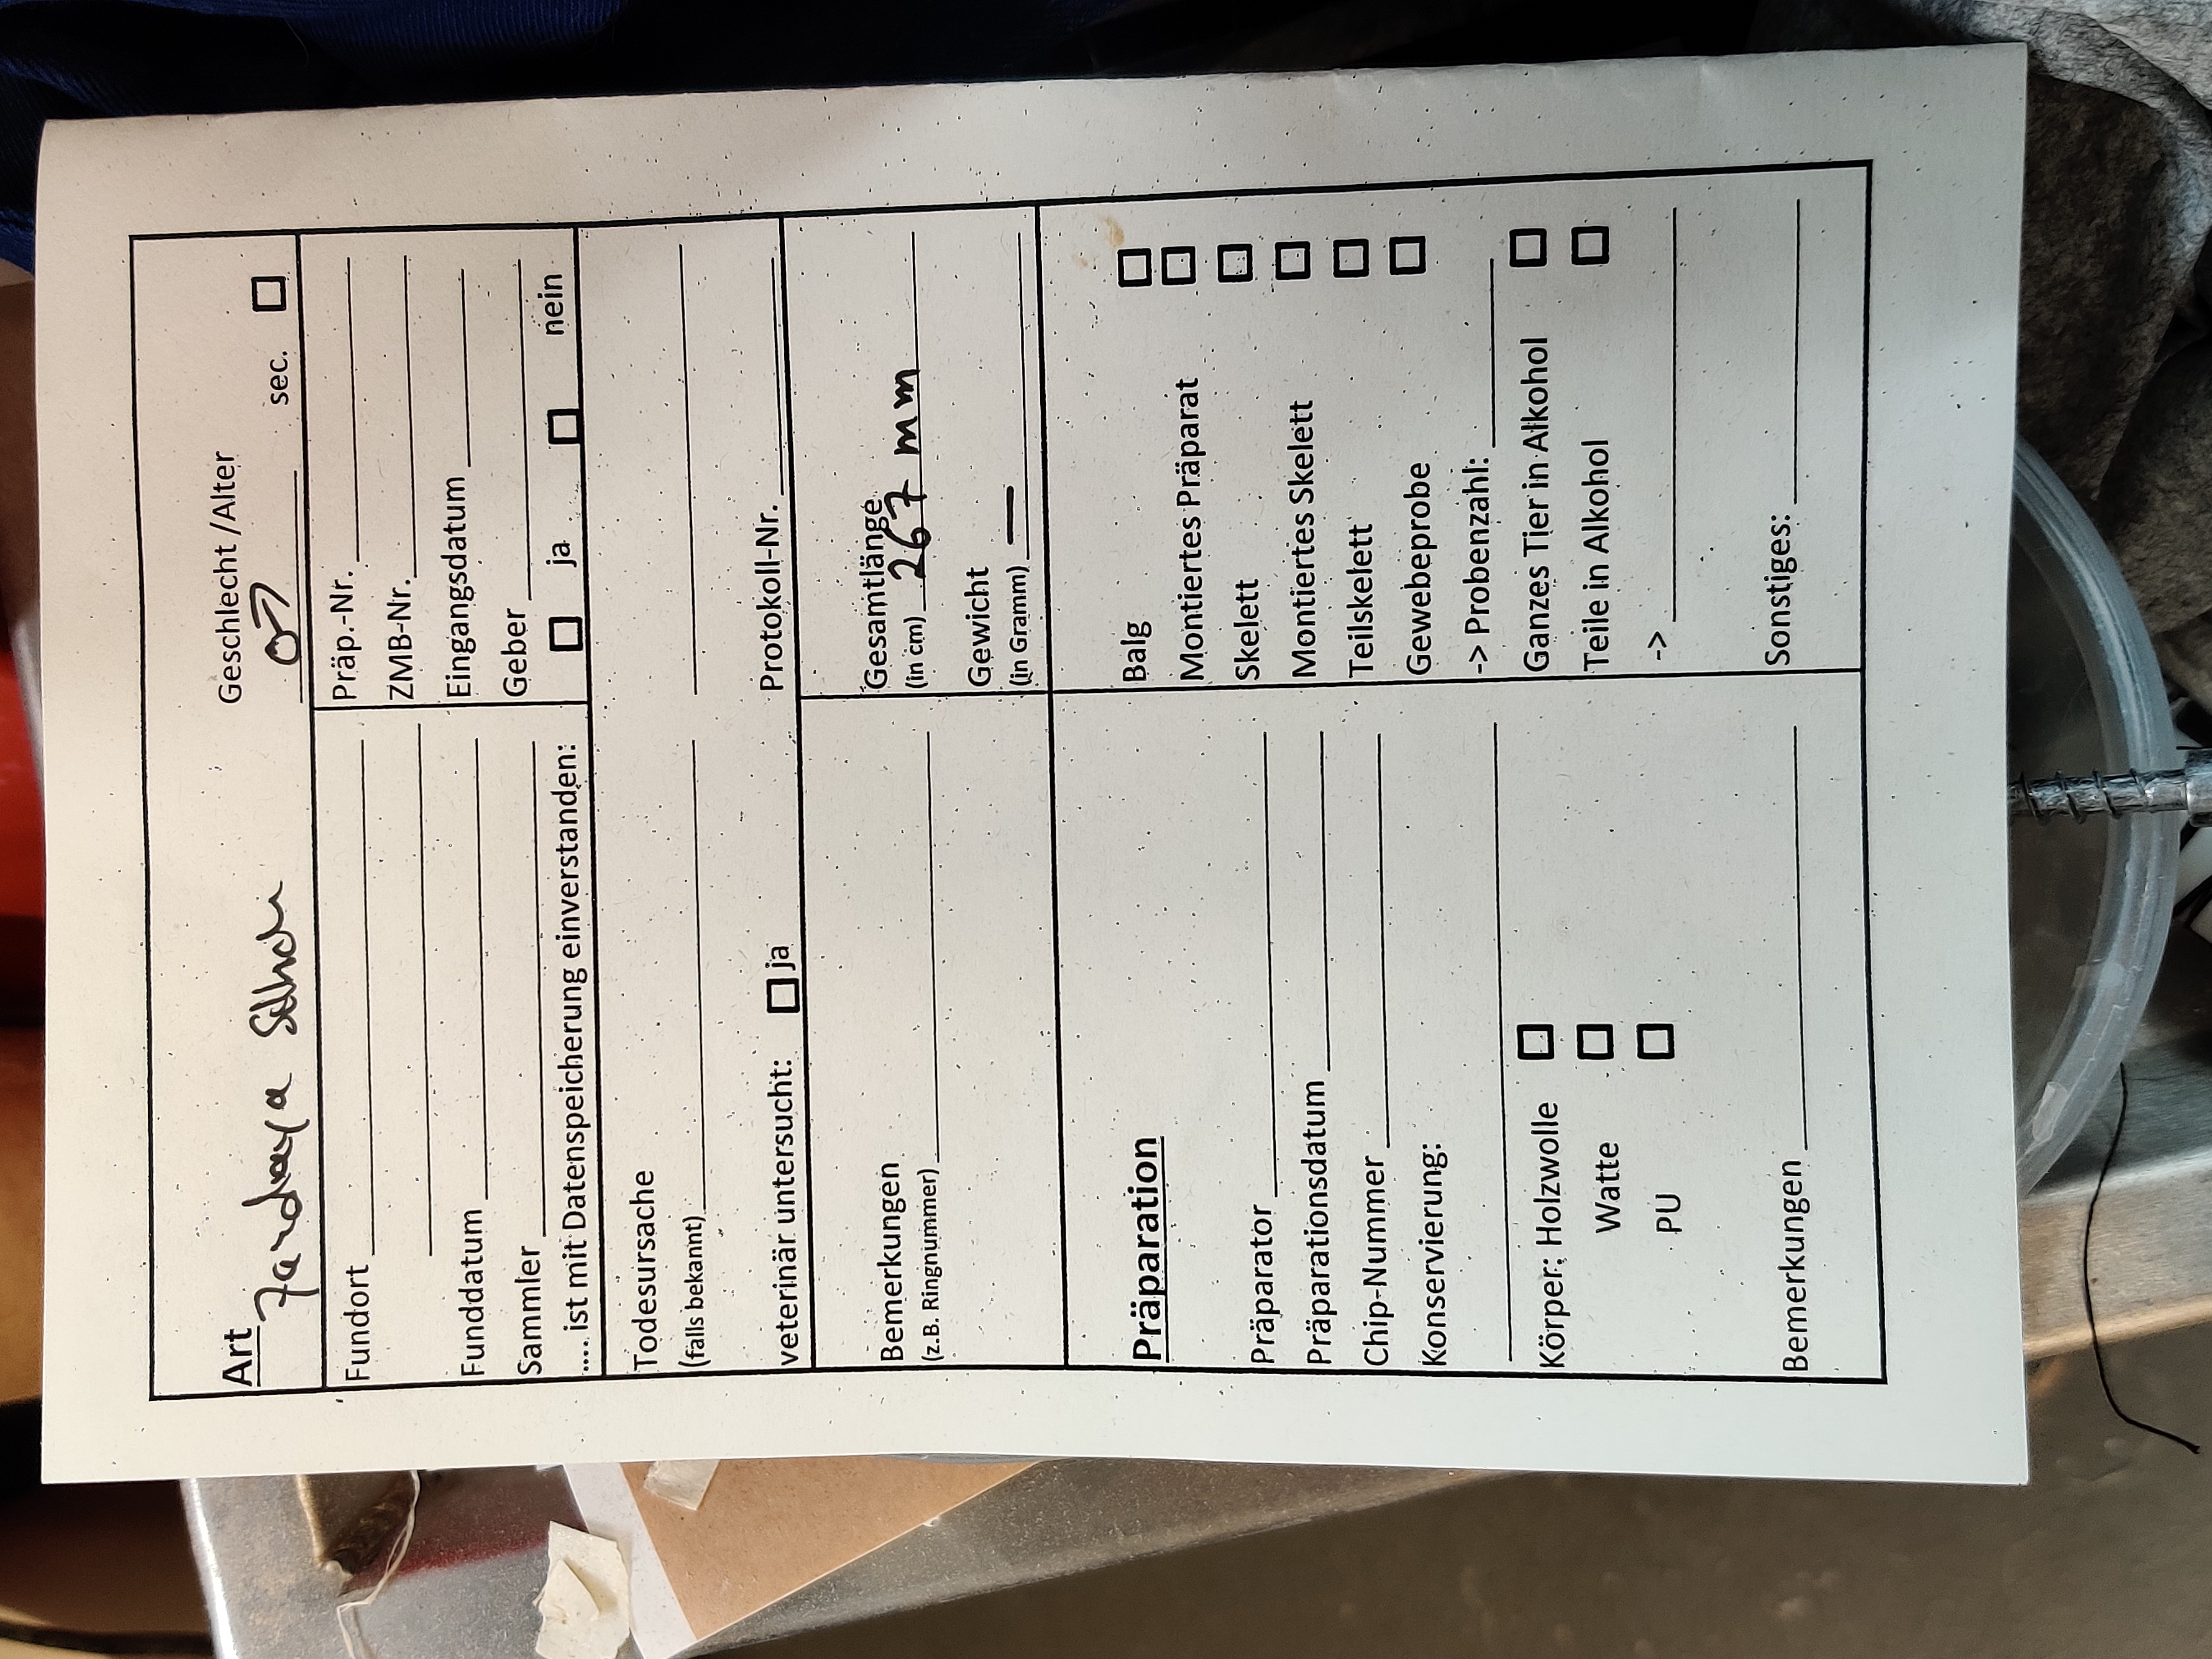 Art
Geschlecht /Alter
♂ sec.
Fundort
Präp.-Nr.
ZMB-Nr.
Funddatum
Eingangsdatum
Sammler
Geber
.... ist mit Datenspeicherung einverstanden:
ja nein
Todesursache
(falls bekannt)
veterinär untersucht: ja
Protokoll-Nr.
Bemerkungen
(z.B. Ringnummer)
Gesamtlänge
(in cm) 267 mm
Gewicht
(in Gramm) —
Präparation
Präparator
Präparationsdatum
Chip-Nummer
Konservierung:
Körper: Holzwolle
Watte
PU
Bemerkungen
Balg
Montiertes Präparat
Skelett
Montiertes Skelett
Teilskelett
Gewebeprobe
-> Probenzahl:
Ganzes Tier in Alkohol
Teile in Alkohol
->
Sonstiges: